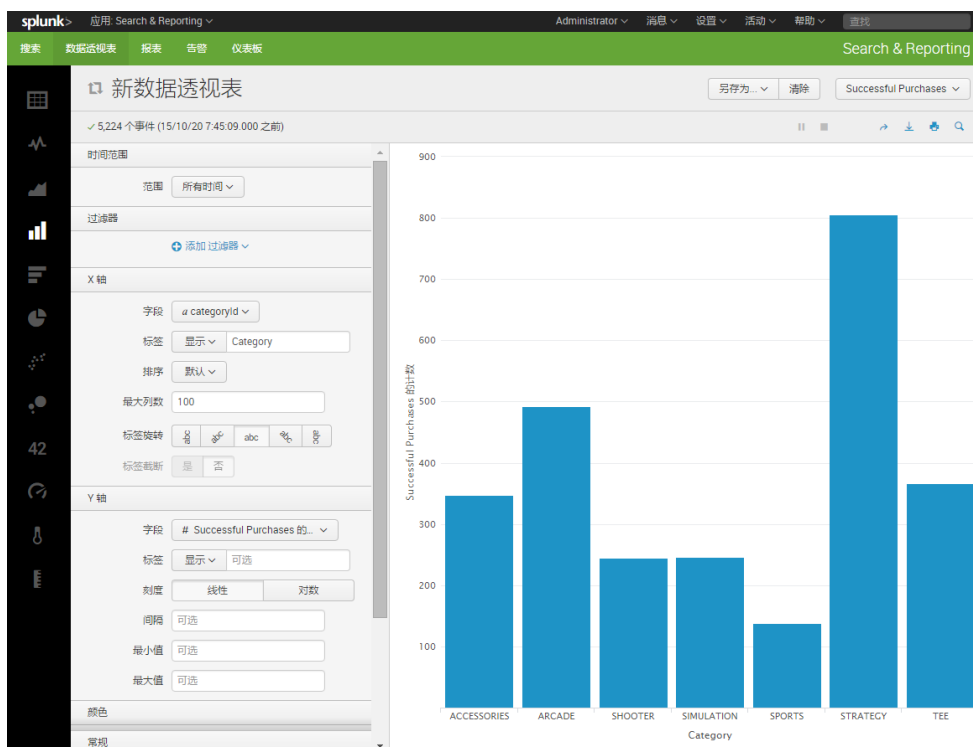 splunk> 应用: Search & Reporting Administrator 消息 设置 活动 帮助 查找
搜索 数据透视表 报表 告警 仪表板 Search & Reporting
新数据透视表 另存为... 清除 Successful Purchases
5,224 个事件 (15/10/20 7:45:09.000 之前)
时间范围
范围 所有时间
过滤器
添加 过滤器
X 轴
字段 a categoryId
标签 显示 Category
排序 默认
最大列数 100
标签旋转 abc abc abc abc abc
标签截断 是 否
Y 轴
字段 # Successful Purchases 的...
标签 显示 可选
刻度 线性 对数
间隔 可选
最小值 可选
最大值 可选
颜色
常规
42
900
800
700
600
500
400
300
200
100
Successful Purchases 的计数
ACCESSORIES ARCADE SHOOTER SIMULATION SPORTS STRATEGY TEE
Category